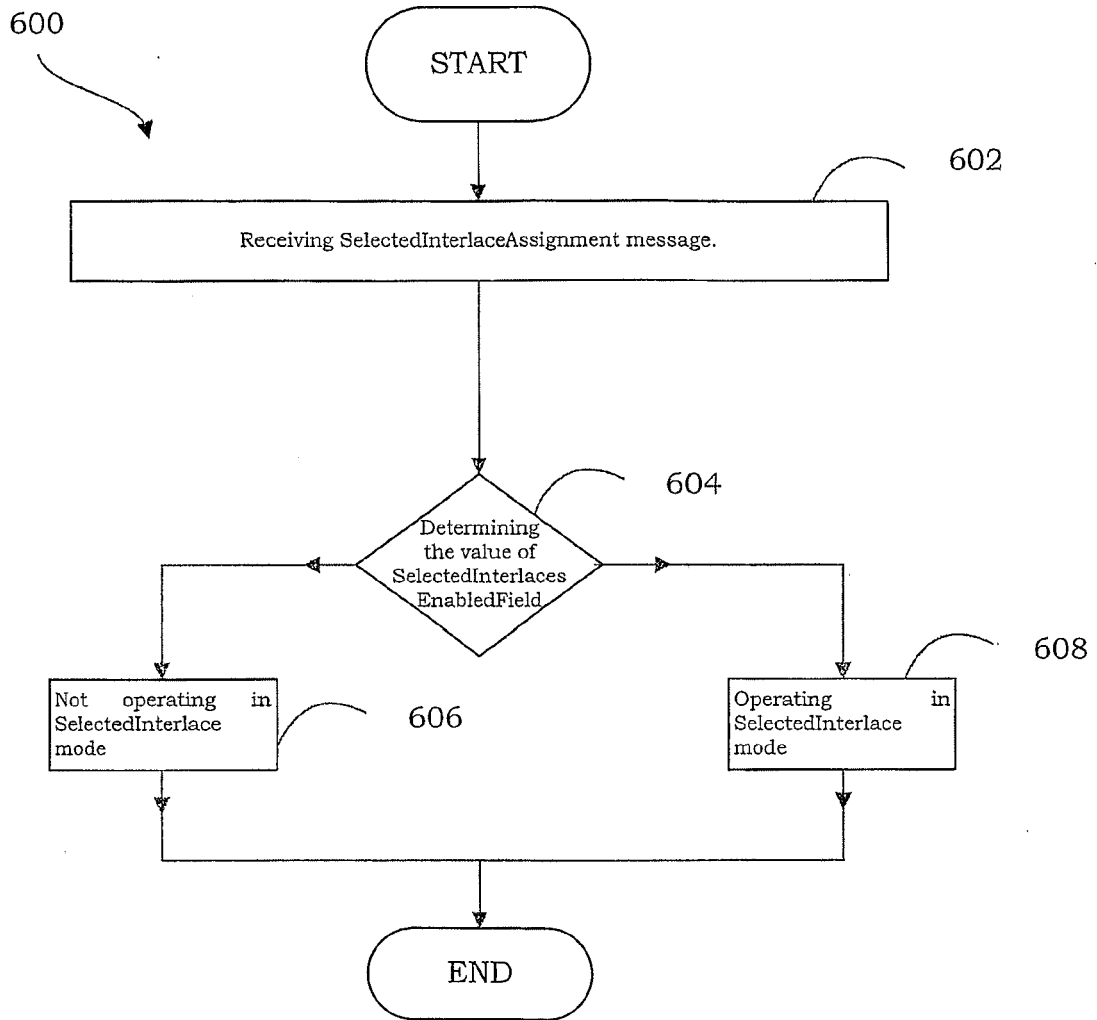 600
START
602
Receiving SelectedInterlaceAssignment message.
604
Determining
the value of
SelectedInterlaces
EnabledField
608
Not operating in
SelectedInterlace
mode
606
Operating in
SelectedInterlace
mode
END